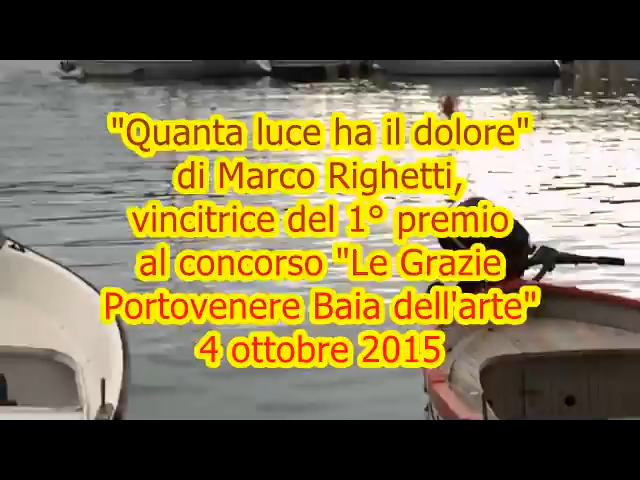 "Quanta luce ha il dolore"
di Marco Righetti,
vincitrice del 1° premio
al concorso "Le Grazie
Portovenere Baia dell'arte"
4 ottobre 2015